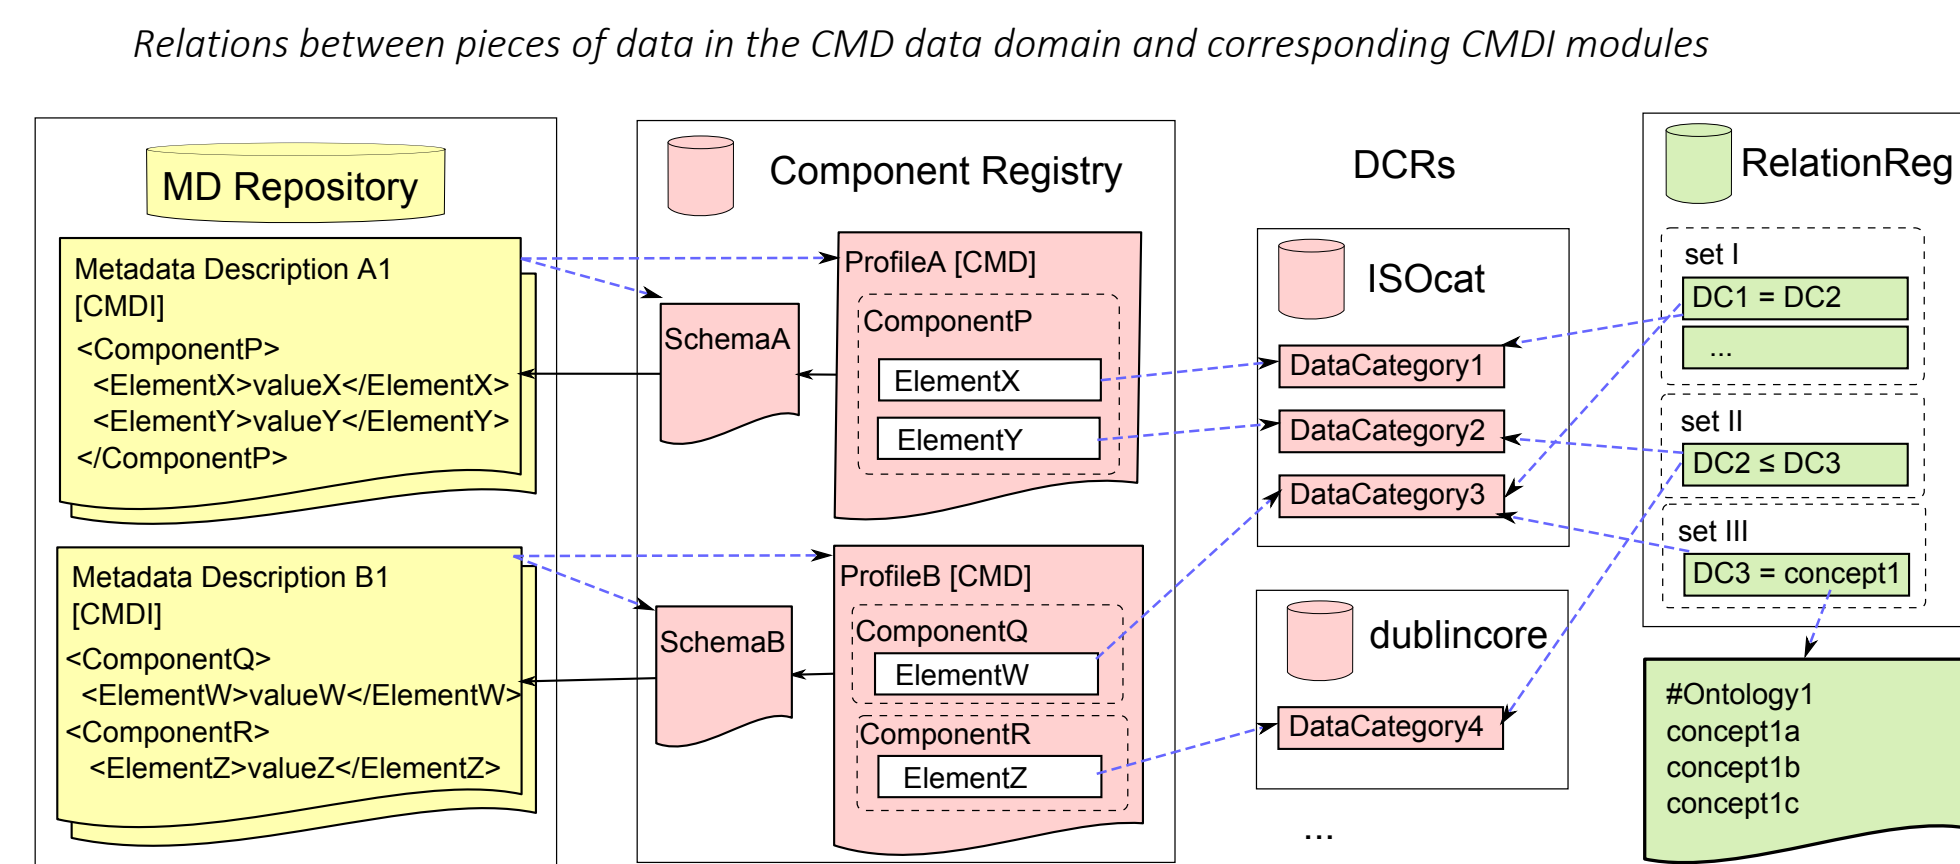 Relations between pieces of data in the CMD data domain and corresponding CMDI modules
MD Repository
Metadata Description A1
[CMDI]
<ComponentP>
<ElementX>valueX</ElementX>
<ElementY>valueY</ElementY>
</ComponentP>
Metadata Description B1
[CMDI]
<ComponentQ>
<ElementW>valueW</ElementW>
<ComponentR>
<ElementZ>valueZ</ElementZ>
Component Registry
SchemaA
ProfileA [CMD]
ComponentP
ElementX
ElementY
SchemaB
ProfileB [CMD]
ComponentQ
ElementW
ComponentR
ElementZ
DCRs
ISOcat
DataCategory1
DataCategory2
DataCategory3
dublincore
DataCategory4
...
RelationReg
set I
DC1 = DC2
...
set II
DC2 ≤ DC3
set III
DC3 = concept1
#Ontology1
concept1a
concept1b
concept1c